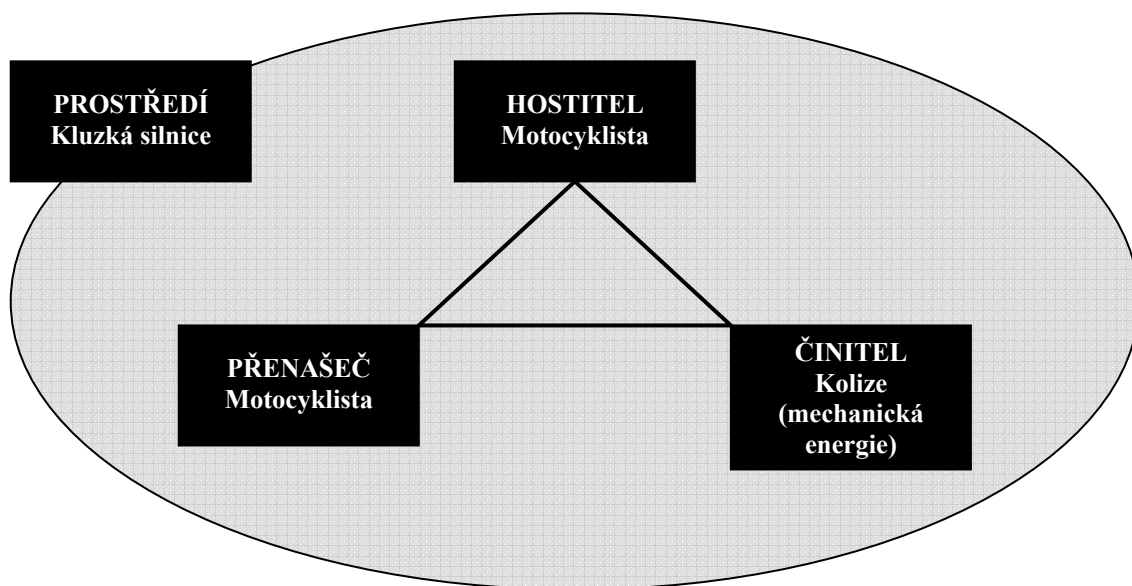 PROSTŘEDÍ
Kluzká silnice
HOSTITEL
Motocyklista
PŘENAŠEČ
Motocyklista
ČINITEL
Kolize
(mechanická
energie)